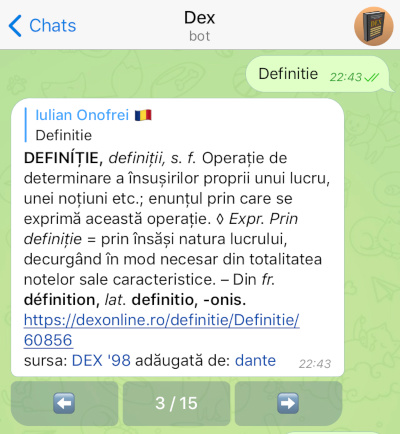 Chats
Dex
bot
DEX
Definitie 22:43
Iulian Onofrei 🇷🇴
Definitie
DEFINÍȚIE, definiții, s. f. Operație de
determinare a însușirilor proprii unui lucru,
unei noțiuni etc.; enunțul prin care se
exprimă această operație. ◊ Expr. Prin
definiție = prin însăși natura lucrului,
decurgând în mod necesar din totalitatea
notelor sale caracteristice. – Din fr.
définition, lat. definitio, -onis.
https://dexonline.ro/definitie/Definitie/
60856
sursa: DEX '98 adăugată de: dante 22:43
⬅️ 3 / 15 ➡️